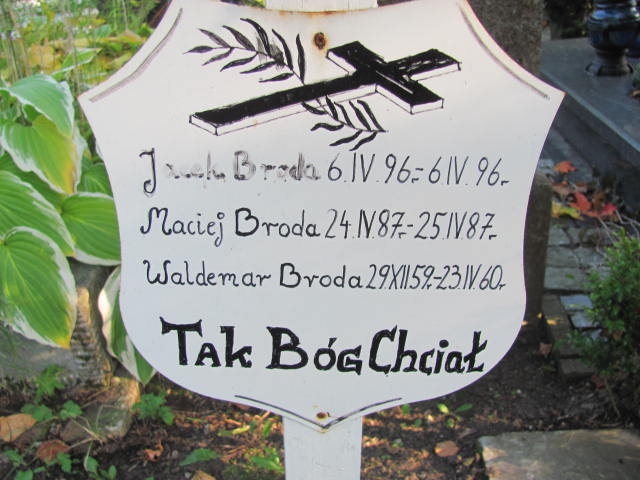 Jacek Broda 6.IV.96.-6.IV.96.-
Maciej Broda 24.IV.87.-25.IV.87.-
Waldemar Broda 29.XII.59.-23.IV.60.-
Tak Bóg Chciał